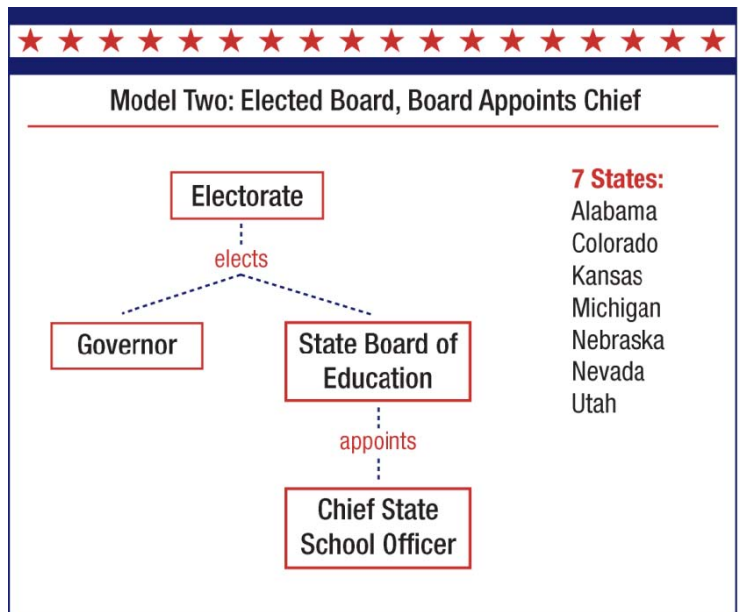 Model Two: Elected Board, Board Appoints Chief
Electorate
elects
Governor
State Board of
Education
appoints
Chief State
School Officer
7 States:
Alabama
Colorado
Kansas
Michigan
Nebraska
Nevada
Utah